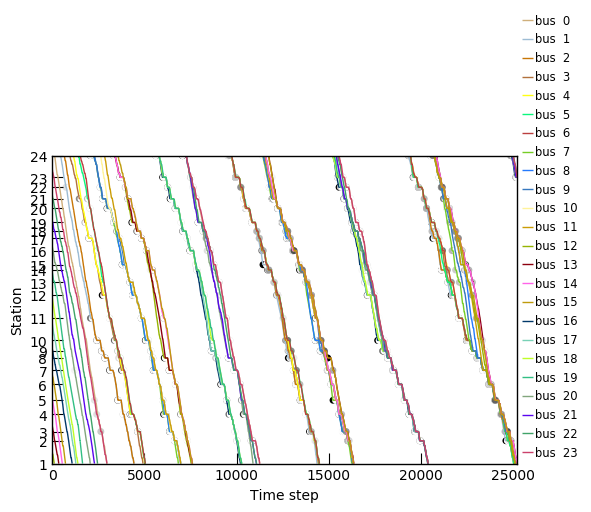 bus 0
bus 1
bus 2
bus 3
bus 4
bus 5
bus 6
bus 7
bus 8
bus 9
bus 10
bus 11
bus 12
bus 13
bus 14
bus 15
bus 16
bus 17
bus 18
bus 19
bus 20
bus 21
bus 22
bus 23
24
23
22
21
20
19
18
17
16
15
14
13
12
11
10
9
8
7
6
5
4
3
2
1
Station
0 5000 10000 15000 20000 25000
Time step